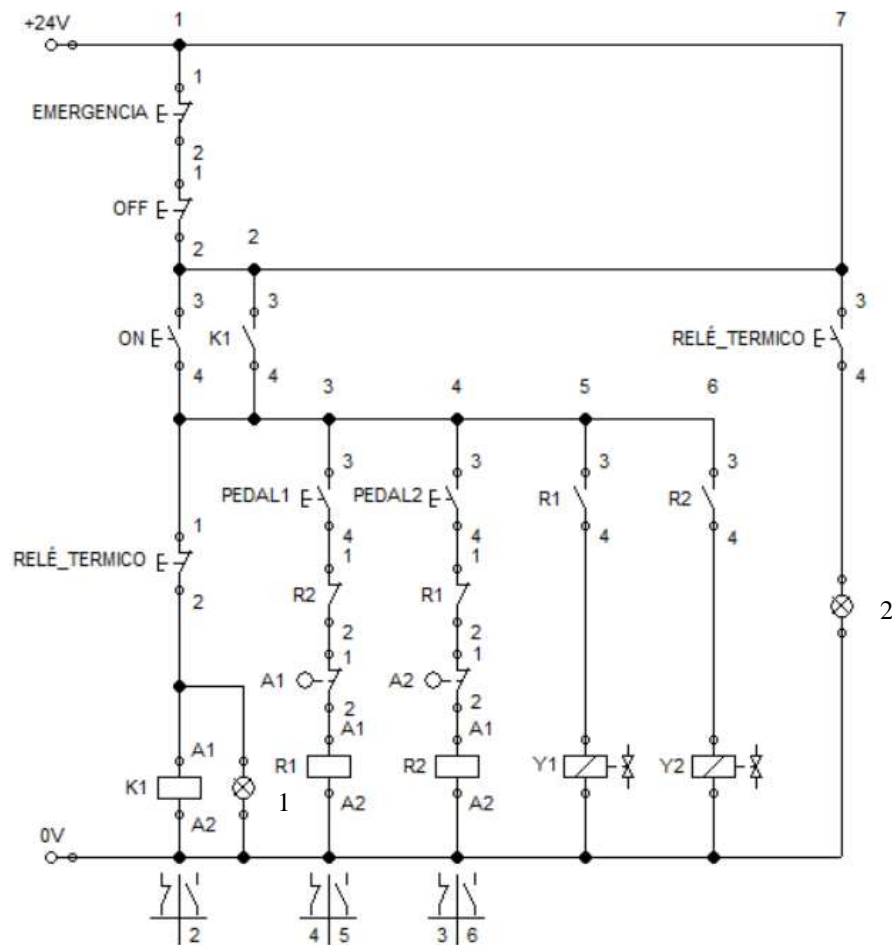 +24V 1 7
1
EMERGENCIA
2
1
OFF
2 2
3 3 3
ON K1 RELÉ_TERMICO
4 4 4
3 4 5 6
3 3 3 3
PEDAL1 PEDAL2 R1 R2
4 4 4 4
1 1 1
RELÉ_TERMICO R2 R1
2 2 2
2
1 1
A1 A2
2 2
A1 A1 A1
K1 R1 R2 Y1 Y2
1
A2 A2 A2
0V
2 4 5 3 6